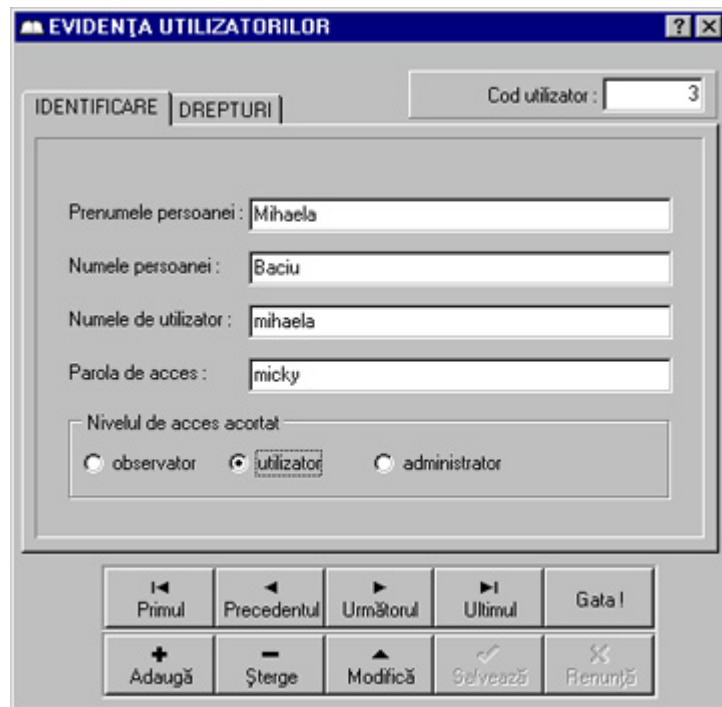 EVIDENŢA UTILIZATORILOR
Cod utilizator : 3
IDENTIFICARE DREPTURI
Prenumele persoanei : Mihaela
Numele persoanei : Baciu
Numele de utilizator : mihaela
Parola de acces : micky
Nivelul de acces acortat
observator utilizator administrator
Primul Precedentul Următorul Ultimul Gata !
Adaugă Şterge Modifică Salvează Renunţă